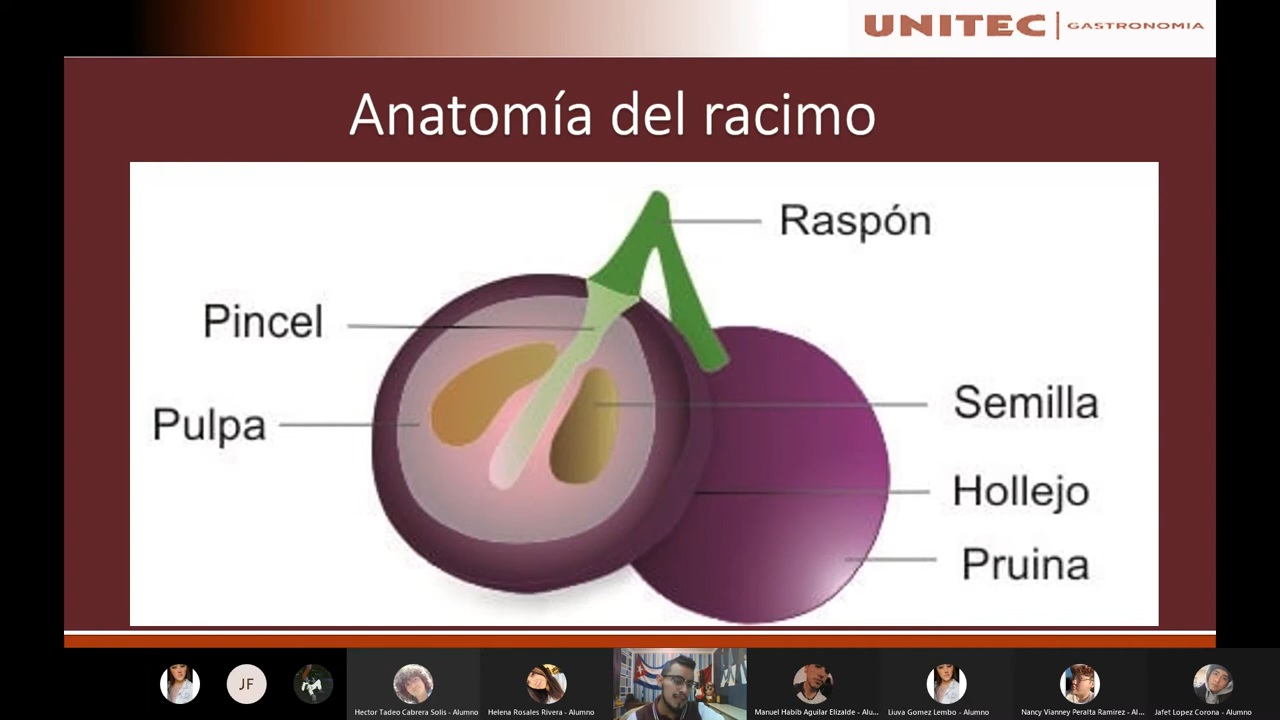 UNITEC | GASTRONOMIA
Anatomía del racimo
Raspón
Pincel
Pulpa
Semilla
Hollejo
Pruina
JF
Hector Tadeo Cabrera Solis - Alumno
Helena Rosales Rivera - Alumno
Manuel Habib Aguilar Elizalde - Alu...
Liuva Gomez Lembo - Alumno
Nancy Vianney Peralta Ramirez - Al...
Jafet Lopez Corona - Alumno